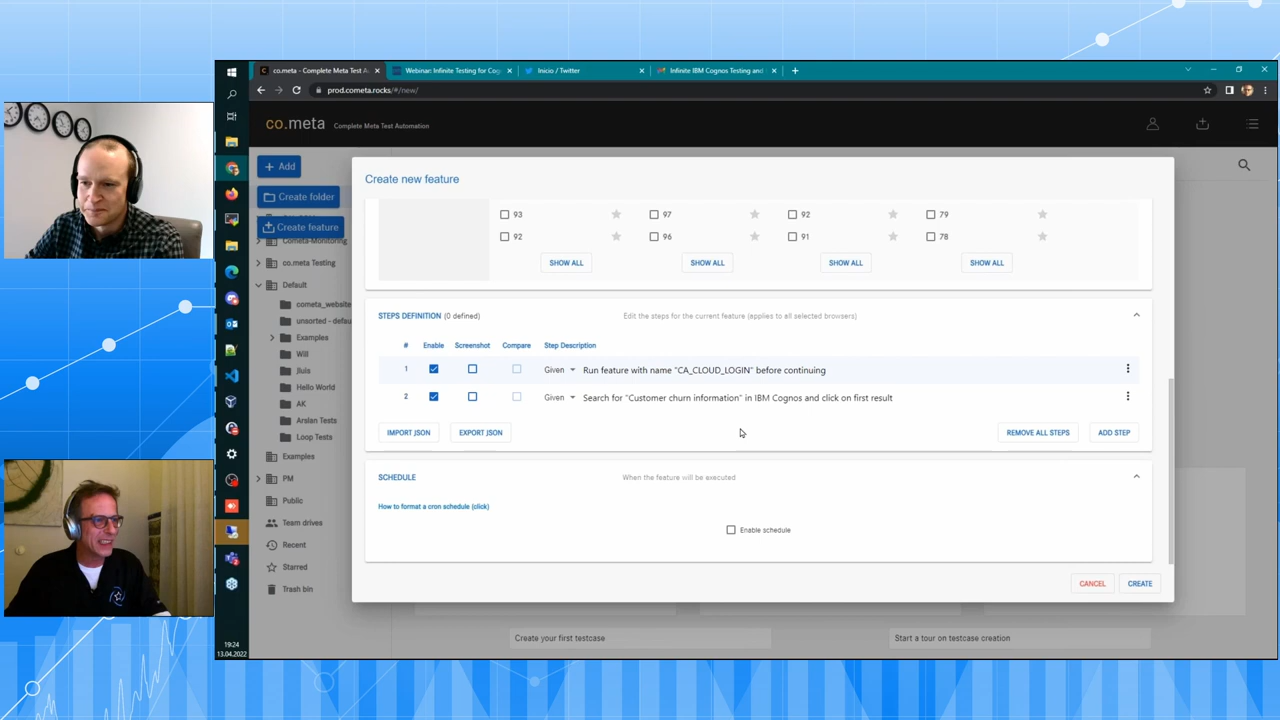 co.meta - Complete Meta Test A
Webinar: Infinite Testing for Cog
Inicio / Twitter
Infinite IBM Cognos Testing and
prod.cometa.rocks/#/new/
co.meta Complete Meta Test Automation
+ Add
Create folder
Create feature
Cometa-Monitoring
co.meta Testing
Default
cometa_website
unsorted - defau
Examples
Will
Jluis
Hello World
AK
Arslan Tests
Loop Tests
Examples
PM
Public
Team drives
Recent
Starred
Trash bin
Create new feature
93 97 92 79
92 96 91 78
SHOW ALL SHOW ALL SHOW ALL SHOW ALL
STEPS DEFINITION (0 defined) Edit the steps for the current feature (applies to all selected browsers)
# Enable Screenshot Compare Step Description
1 Given Run feature with name "CA_CLOUD_LOGIN" before continuing
2 Given Search for "Customer churn information" in IBM Cognos and click on first result
IMPORT JSON EXPORT JSON REMOVE ALL STEPS ADD STEP
SCHEDULE When the feature will be executed
How to format a cron schedule (click)
Enable schedule
CANCEL CREATE
Create your first testcase Start a tour on testcase creation
19:24
13.04.2022